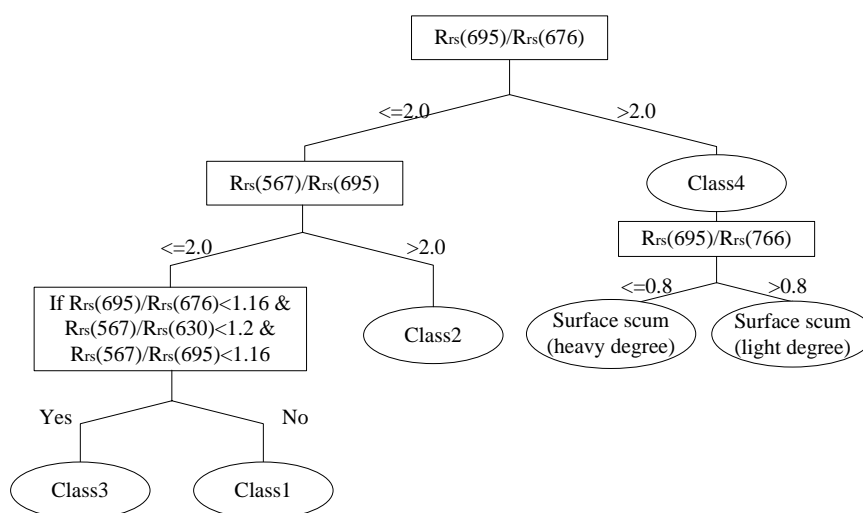 Rrs(695)/Rrs(676)
<=2.0
>2.0
Rrs(567)/Rrs(695)
Class4
Rrs(695)/Rrs(766)
<=2.0
>2.0
<=0.8
>0.8
If Rrs(695)/Rrs(676)<1.16 &
Rrs(567)/Rrs(630)<1.2 &
Rrs(567)/Rrs(695)<1.16
Class2
Surface scum
(heavy degree)
Surface scum
(light degree)
Yes
No
Class3
Class1